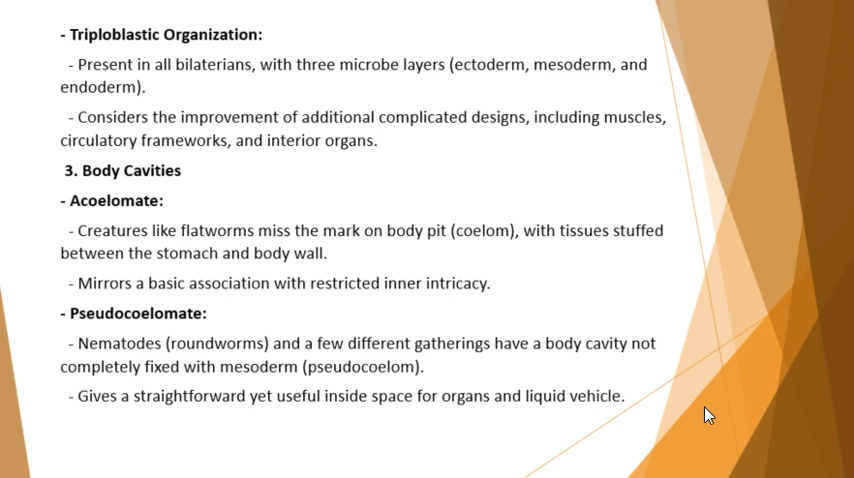 - Triploblastic Organization:
- Present in all bilaterians, with three microbe layers (ectoderm, mesoderm, and
endoderm).
- Considers the improvement of additional complicated designs, including muscles,
circulatory frameworks, and interior organs.
3. Body Cavities
- Acoelomate:
- Creatures like flatworms miss the mark on body pit (coelom), with tissues stuffed
between the stomach and body wall.
- Mirrors a basic association with restricted inner intricacy.
- Pseudocoelomate:
- Nematodes (roundworms) and a few different gatherings have a body cavity not
completely fixed with mesoderm (pseudocoelom).
- Gives a straightforward yet useful inside space for organs and liquid vehicle.